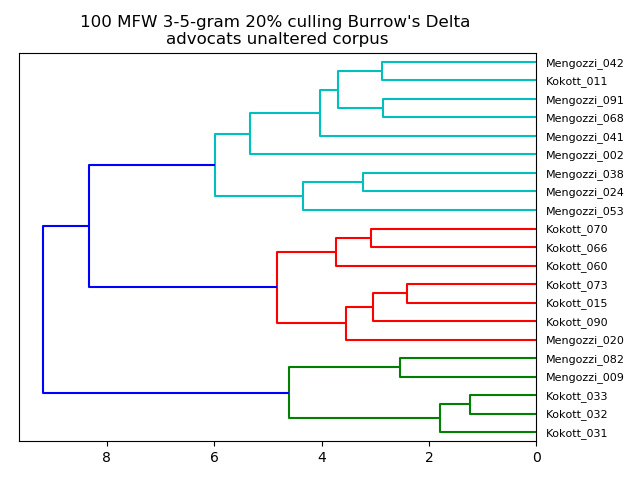 100 MFW 3-5-gram 20% culling Burrow's Delta
advocats unaltered corpus
Mengozzi_042
Kokott_011
Mengozzi_091
Mengozzi_068
Mengozzi_041
Mengozzi_002
Mengozzi_038
Mengozzi_024
Mengozzi_053
Kokott_070
Kokott_066
Kokott_060
Kokott_073
Kokott_015
Kokott_090
Mengozzi_020
Mengozzi_082
Mengozzi_009
Kokott_033
Kokott_032
Kokott_031
8 6 4 2 0